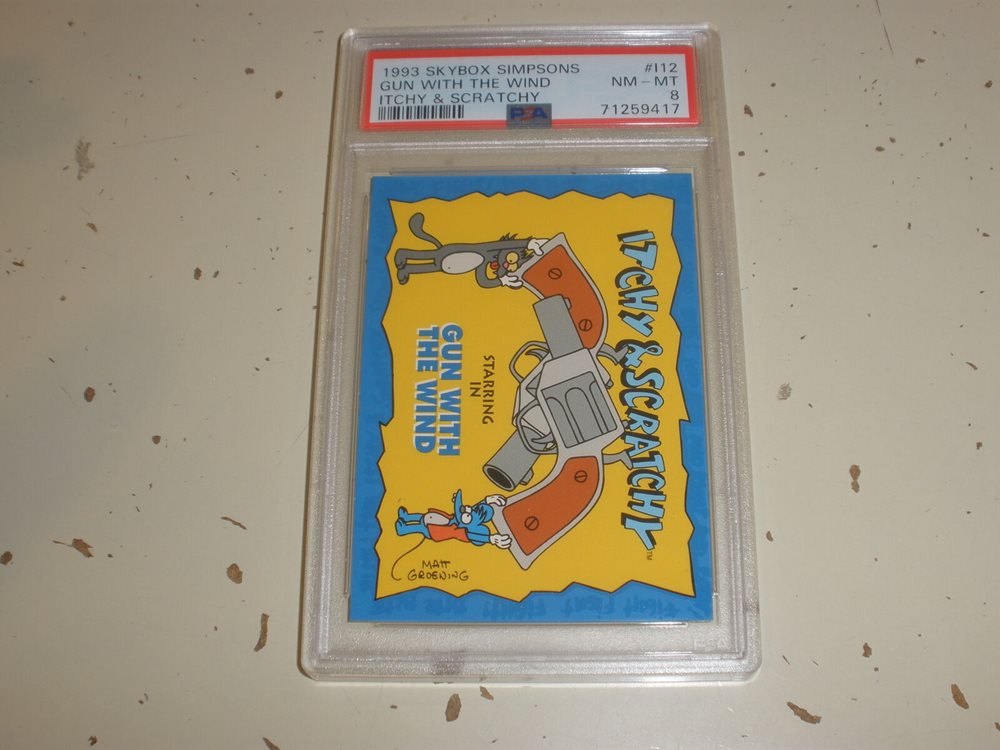 1993 SKYBOX SIMPSONS #I12
GUN WITH THE WIND NM - MT
ITCHY & SCRATCHY 8
PSA 71259417
ITCHY & SCRATCHY™
STARRING
IN
GUN WITH
THE WIND
MATT
GROENING